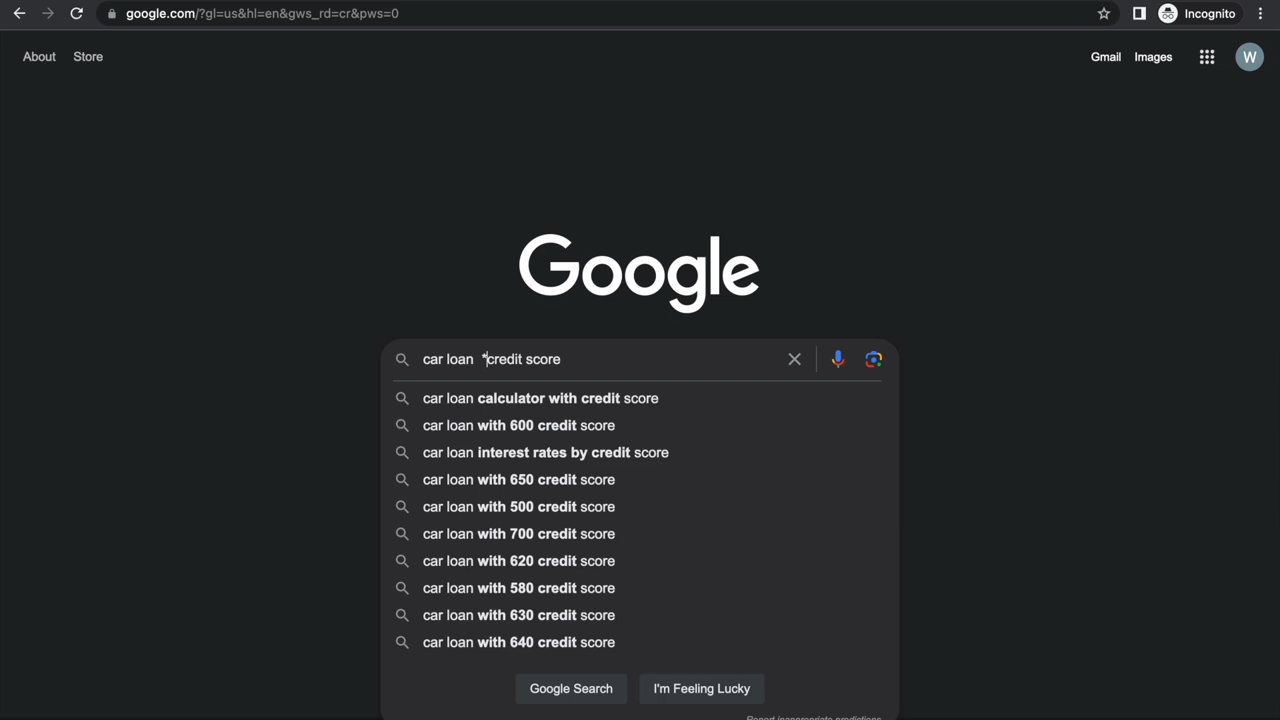 google.com/?gl=us&hl=en&gws_rd=cr&pws=0
Incognito
About Store
Gmail Images
W
Google
car loan *credit score
car loan calculator with credit score
car loan with 600 credit score
car loan interest rates by credit score
car loan with 650 credit score
car loan with 500 credit score
car loan with 700 credit score
car loan with 620 credit score
car loan with 580 credit score
car loan with 630 credit score
car loan with 640 credit score
Google Search I'm Feeling Lucky
Report inappropriate predictions